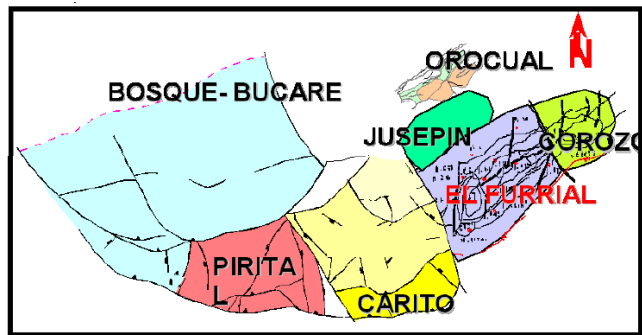 OROCUAL
N
BOSQUE- BUCARE
JUSEPIN
COROZO
EL FURRIAL
PIRITA
L
CARITO